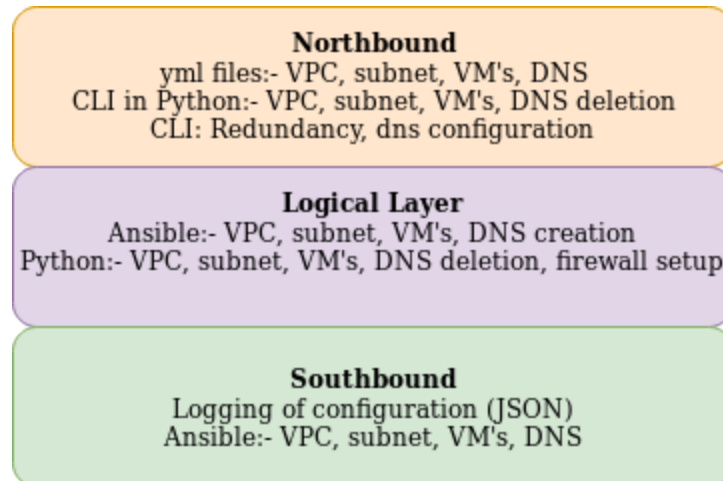 Northbound
yml files:- VPC, subnet, VM's, DNS
CLI in Python:- VPC, subnet, VM's, DNS deletion
CLI: Redundancy, dns configuration
Logical Layer
Ansible:- VPC, subnet, VM's, DNS creation
Python:- VPC, subnet, VM's, DNS deletion, firewall setup
Southbound
Logging of configuration (JSON)
Ansible:- VPC, subnet, VM's, DNS